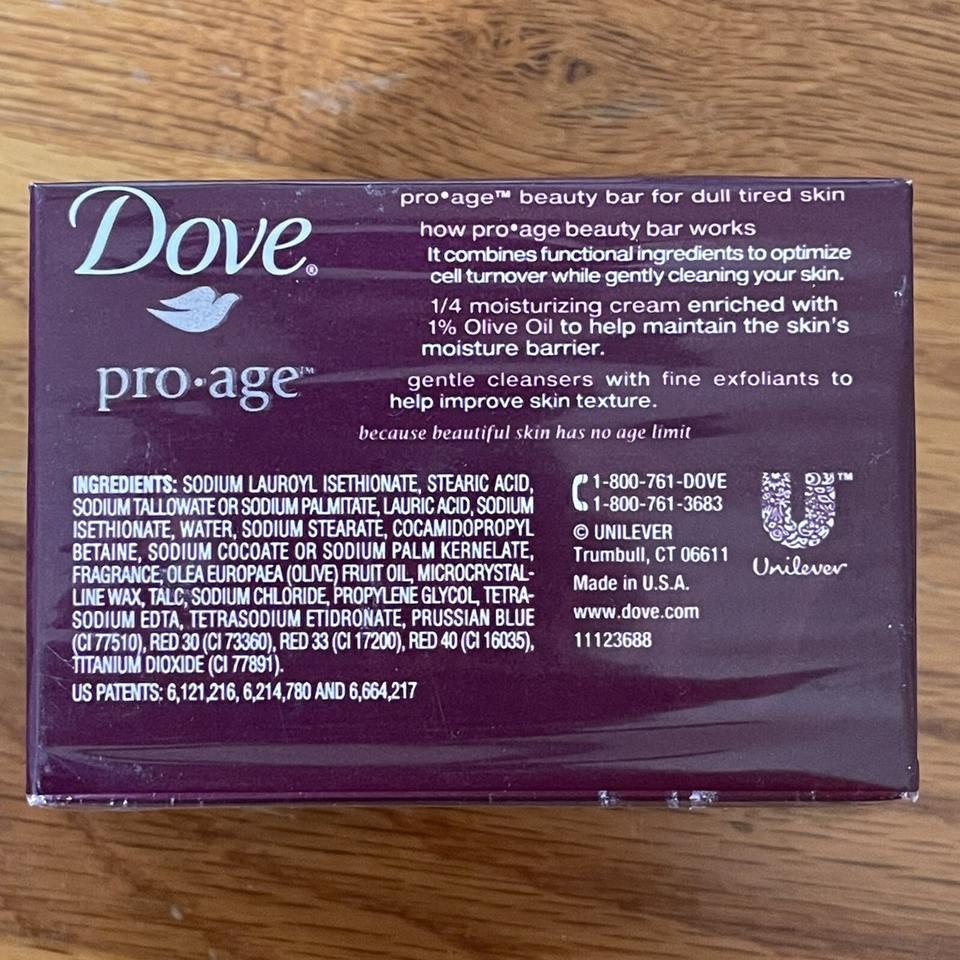 Dove®
pro•age™
pro•age™ beauty bar for dull tired skin
how pro•age beauty bar works
It combines functional ingredients to optimize
cell turnover while gently cleaning your skin.
1/4 moisturizing cream enriched with
1% Olive Oil to help maintain the skin's
moisture barrier.
gentle cleansers with fine exfoliants to
help improve skin texture.
because beautiful skin has no age limit
INGREDIENTS: SODIUM LAUROYL ISETHIONATE, STEARIC ACID,
SODIUM TALLOWATE OR SODIUM PALMITATE, LAURIC ACID, SODIUM
ISETHIONATE, WATER, SODIUM STEARATE, COCAMIDOPROPYL
BETAINE, SODIUM COCOATE OR SODIUM PALM KERNELATE,
FRAGRANCE, OLEA EUROPAEA (OLIVE) FRUIT OIL, MICROCRYSTAL-
LINE WAX, TALC, SODIUM CHLORIDE, PROPYLENE GLYCOL, TETRA-
SODIUM EDTA, TETRASODIUM ETIDRONATE, PRUSSIAN BLUE
(CI 77510), RED 30 (CI 73360), RED 33 (CI 17200), RED 40 (CI 16035),
TITANIUM DIOXIDE (CI 77891).
US PATENTS: 6,121,216, 6,214,780 AND 6,664,217
1-800-761-DOVE
1-800-761-3683
© UNILEVER
Trumbull, CT 06611
Made in U.S.A.
www.dove.com
11123688
U™
Unilever